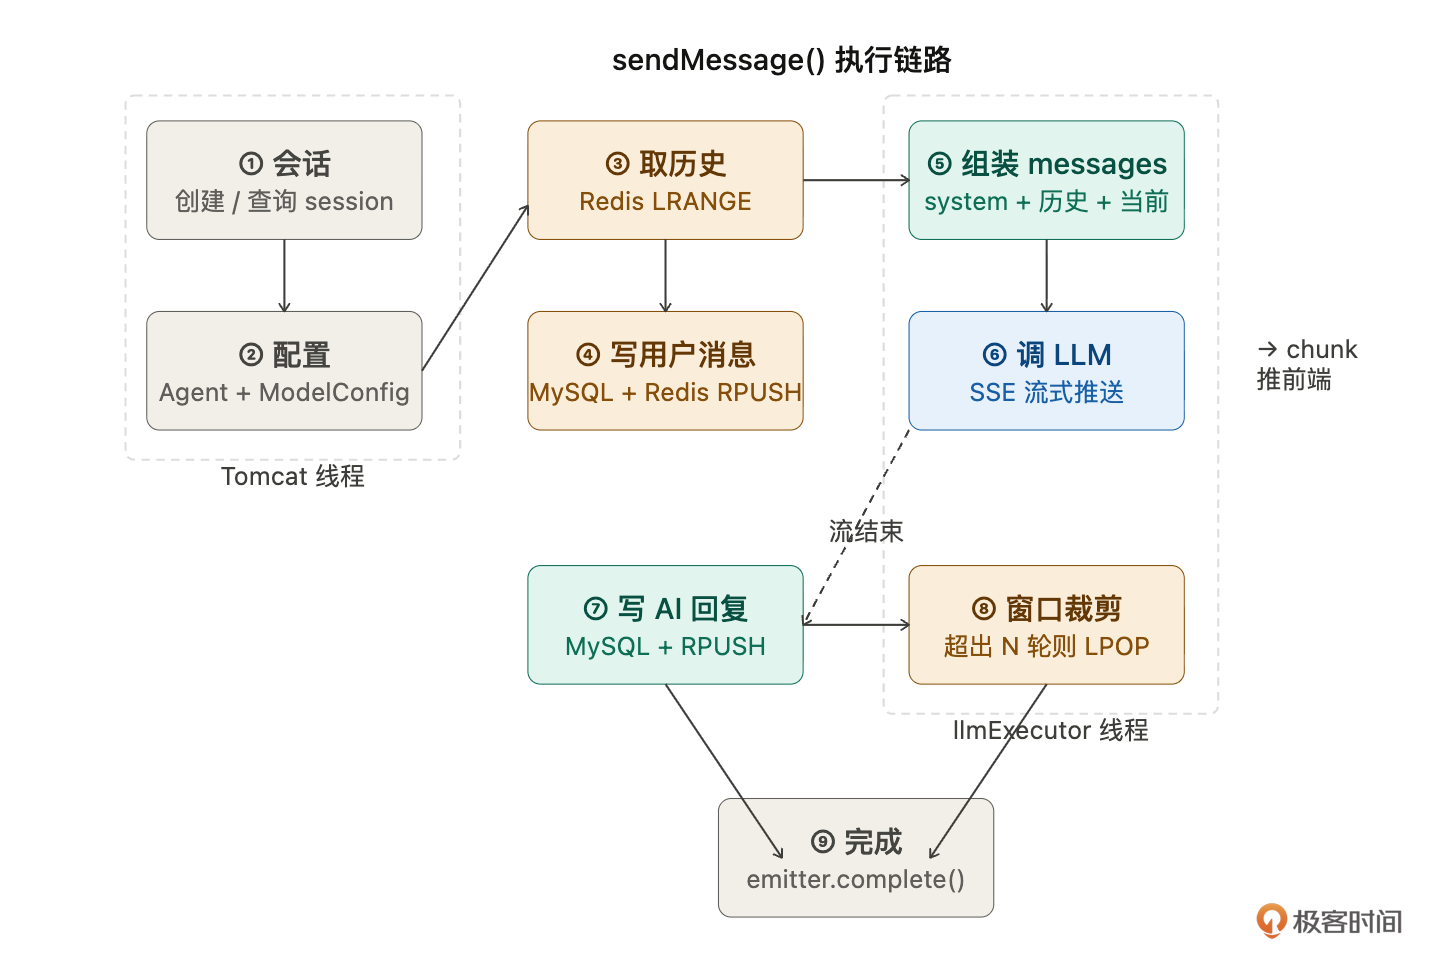 sendMessage() 执行链路
① 会话
创建 / 查询 session
② 配置
Agent + ModelConfig
Tomcat 线程
③ 取历史
Redis LRANGE
④ 写用户消息
MySQL + Redis RPUSH
⑤ 组装 messages
system + 历史 + 当前
⑥ 调 LLM
SSE 流式推送
→ chunk
推前端
流结束
⑦ 写 AI 回复
MySQL + RPUSH
⑧ 窗口裁剪
超出 N 轮则 LPOP
llmExecutor 线程
⑨ 完成
emitter.complete()
极客时间